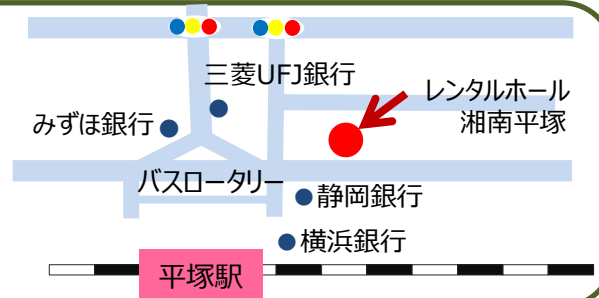 三菱UFJ銀行
レンタルホール
湘南平塚
みずほ銀行
バスロータリー
静岡銀行
横浜銀行
平塚駅